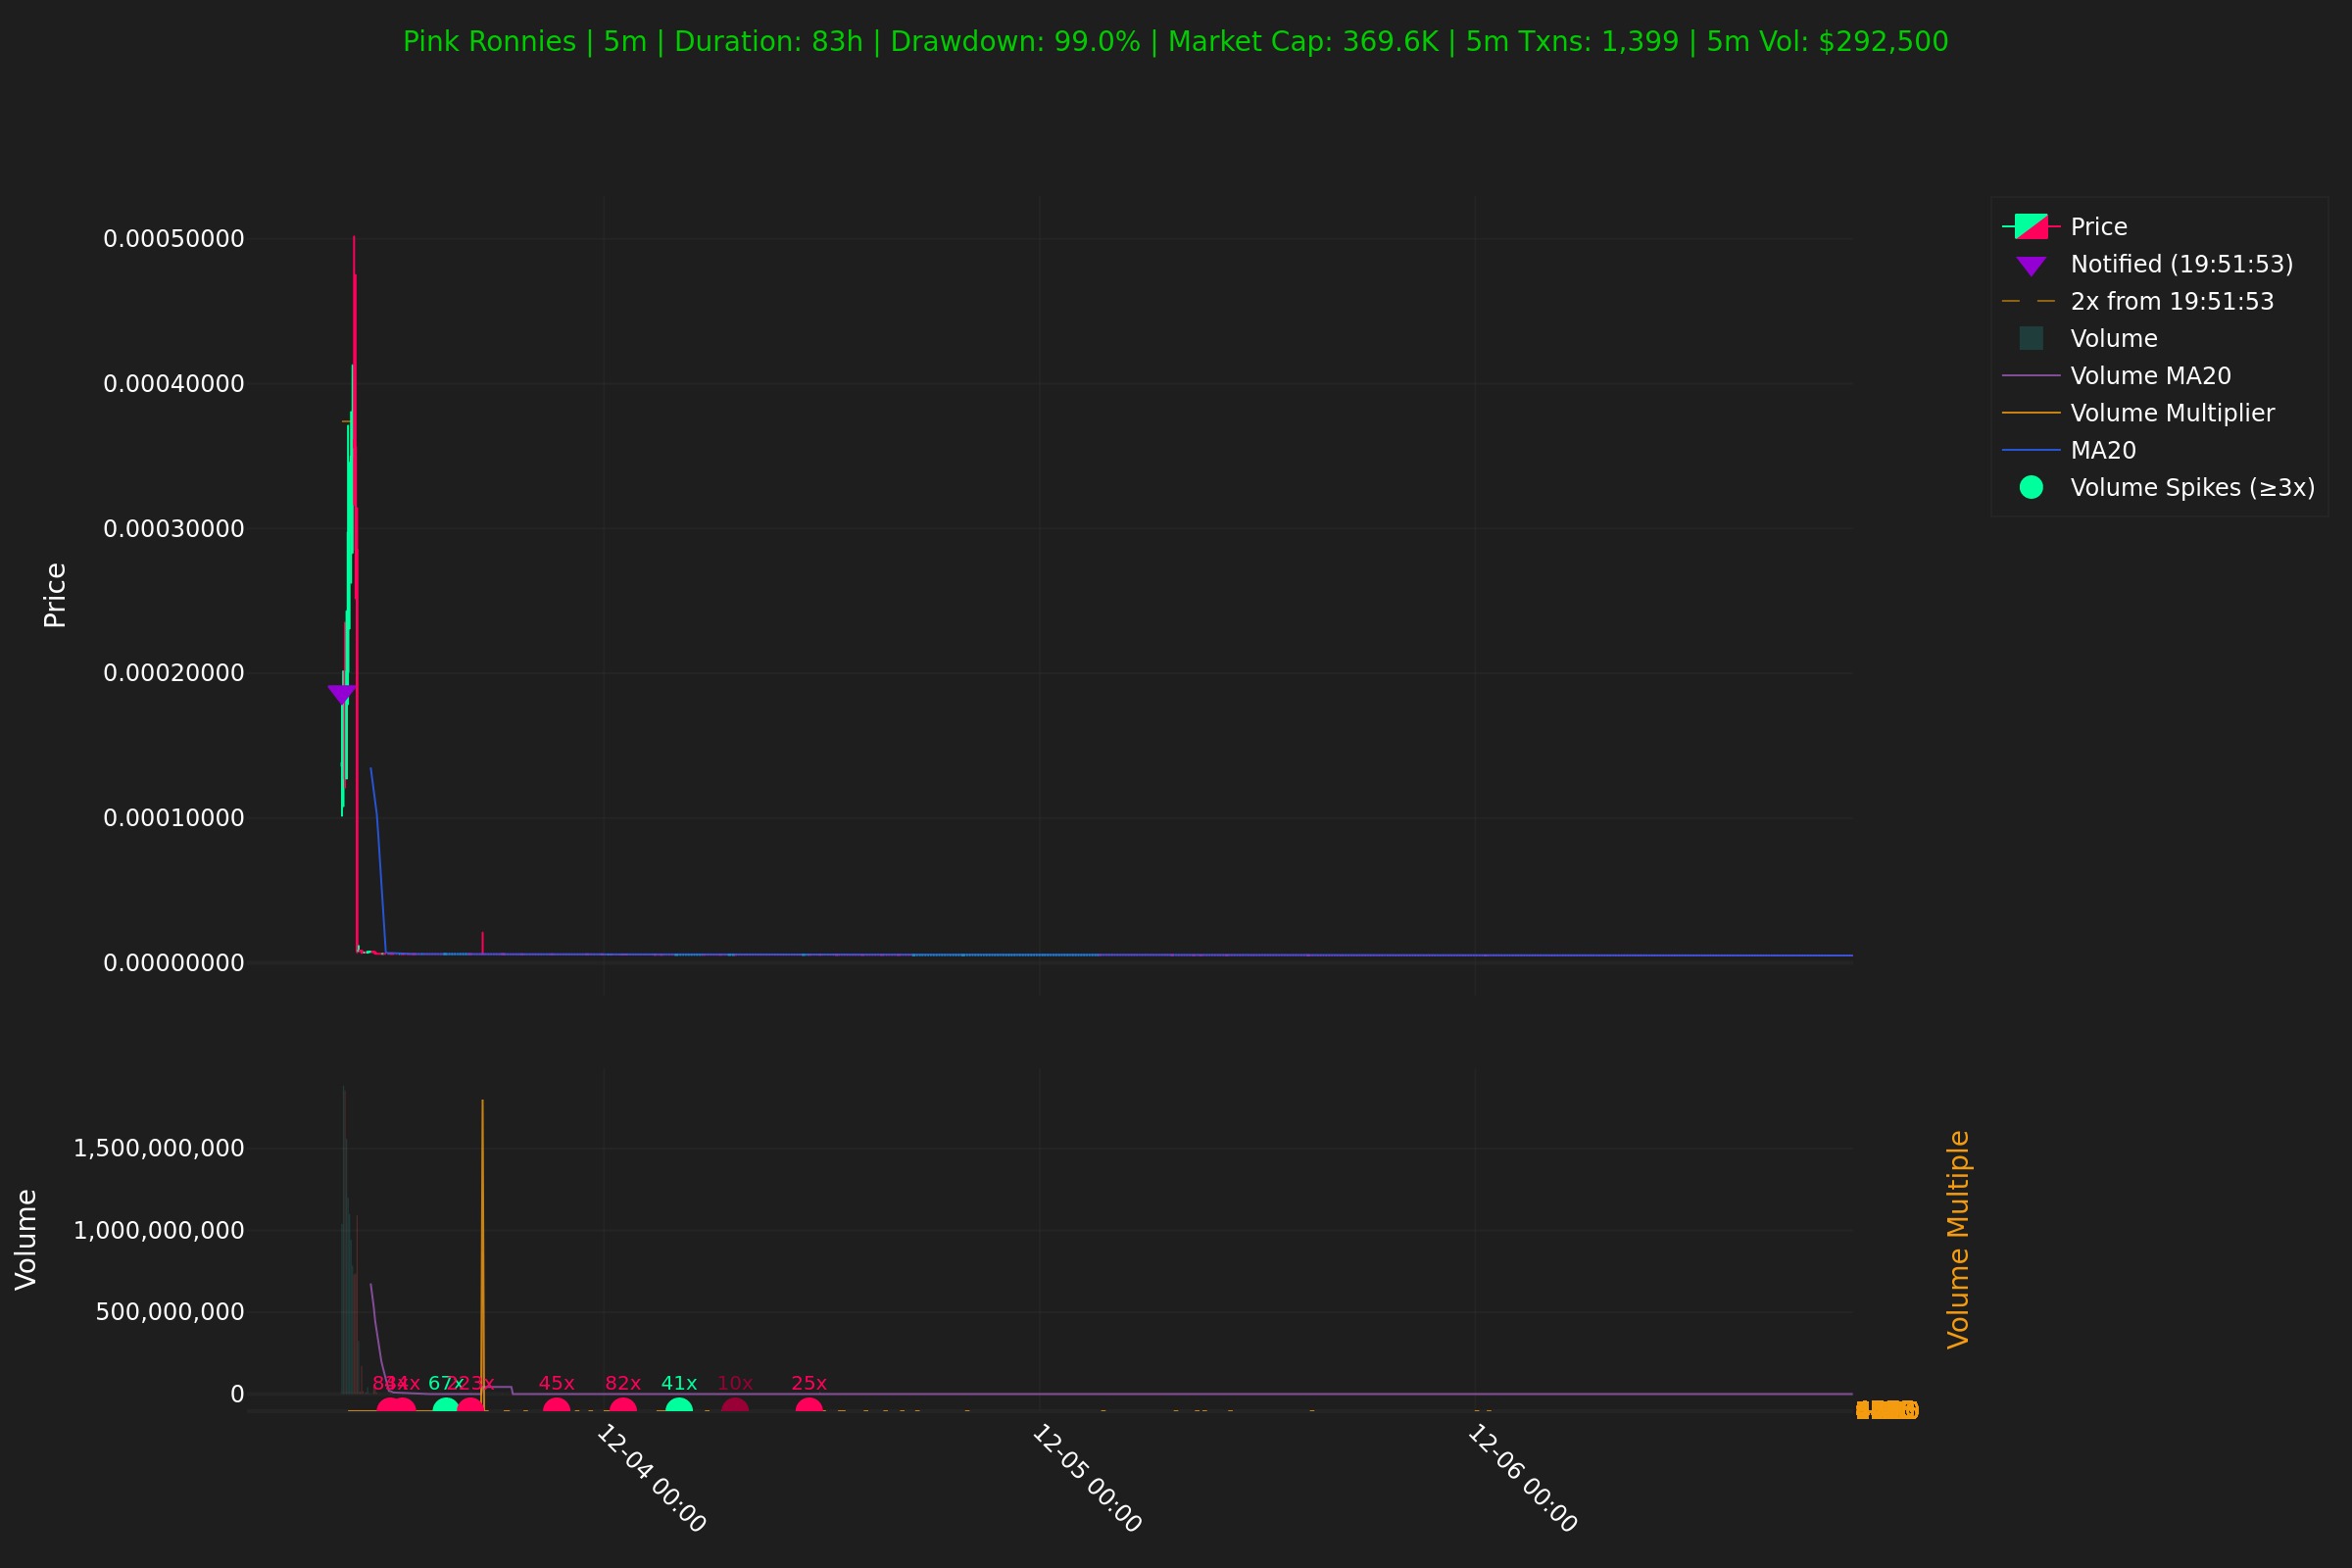 Pink Ronnies | 5m | Duration: 83h | Drawdown: 99.0% | Market Cap: 369.6K | 5m Txns: 1,399 | 5m Vol: $292,500
Price
0.00050000
0.00040000
0.00030000
0.00020000
0.00010000
0.00000000
Price
Notified (19:51:53)
2x from 19:51:53
Volume
Volume MA20
Volume Multiplier
MA20
Volume Spikes (≥3x)
Volume
1,500,000,000
1,000,000,000
500,000,000
0
67x
223x
45x
82x
41x
10x
25x
Volume Multiple
12-04 00:00
12-05 00:00
12-06 00:00